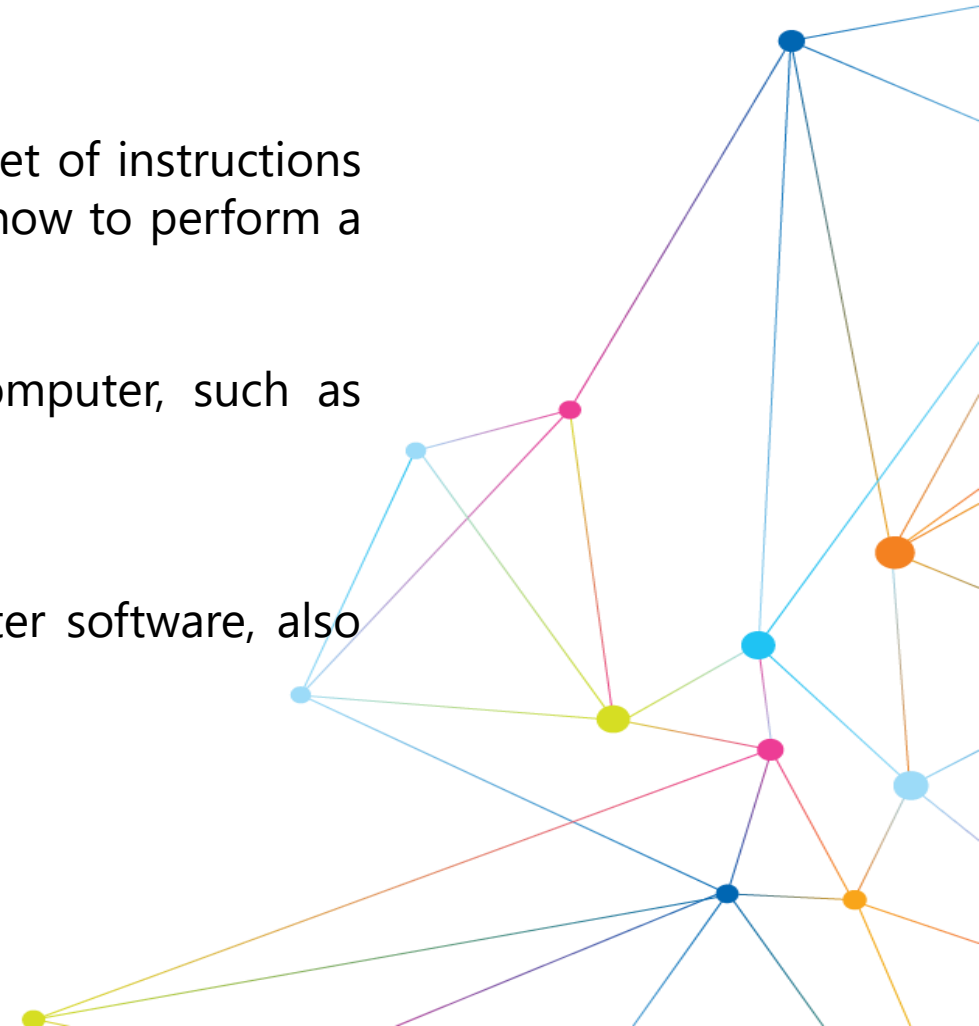 et of instructions
how to perform a
omputer, such as
ter software, also